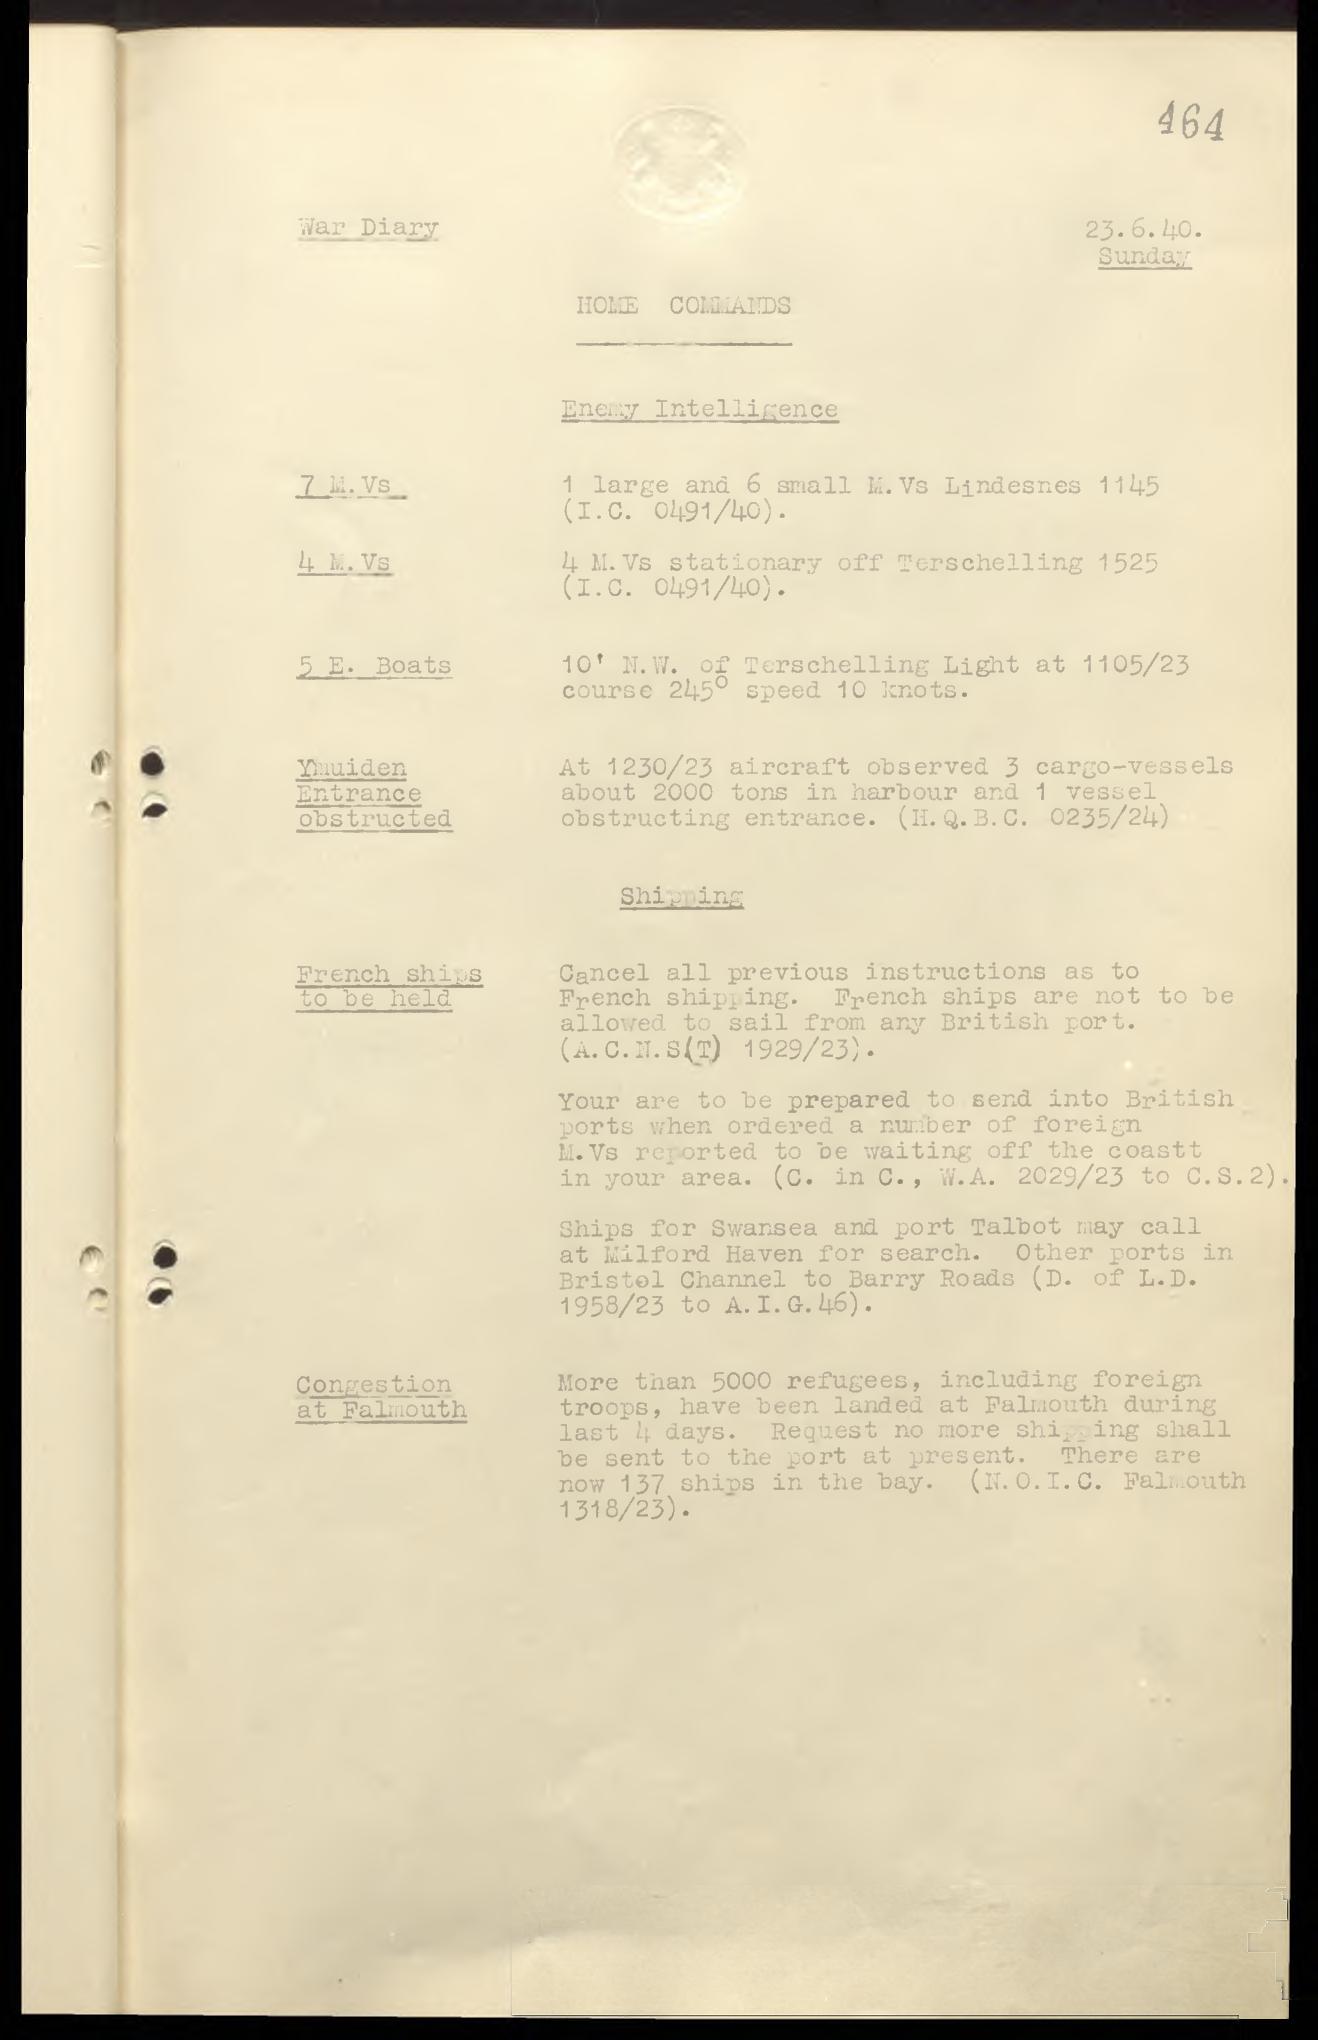 464
War Diary
23.6.40.
Sunday
HOME COMMANDS
Enemy Intelligence
7 M.Vs
1 large and 6 small M.Vs Lindesnes 1145
(I.C. 0491/40).
4 M.Vs
4 M.Vs stationary off Terschelling 1525
(I.C. 0491/40).
5 E. Boats
10' N.W. of Terschelling Light at 1105/23
course 245° speed 10 knots.
Ymuiden
Entrance
obstructed
At 1230/23 aircraft observed 3 cargo-vessels
about 2000 tons in harbour and 1 vessel
obstructing entrance. (H.Q.B.C. 0235/24)
Shipping
French ships
to be held
Cancel all previous instructions as to
French shipping. French ships are not to be
allowed to sail from any British port.
(A.C.N.S(T) 1929/23).
Your are to be prepared to send into British
ports when ordered a number of foreign
M.Vs reported to be waiting off the coastt
in your area. (C. in C., W.A. 2029/23 to C.S.2).
Ships for Swansea and port Talbot may call
at Milford Haven for search. Other ports in
Bristol Channel to Barry Roads (D. of L.D.
1958/23 to A.I.G.46).
Congestion
at Falmouth
More than 5000 refugees, including foreign
troops, have been landed at Falmouth during
last 4 days. Request no more shipping shall
be sent to the port at present. There are
now 137 ships in the bay. (N.O.I.C. Falmouth
1318/23).